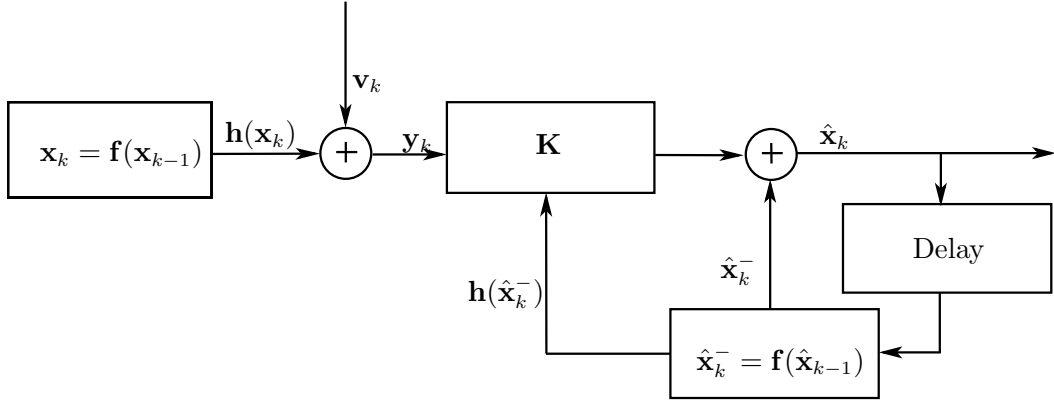 v_k
x_k = f(x_{k−1})
h(x_k)
+
y_k
K
+
x̂_k
Delay
h(x̂_k^−)
x̂_k^−
x̂_k^− = f(x̂_{k−1})